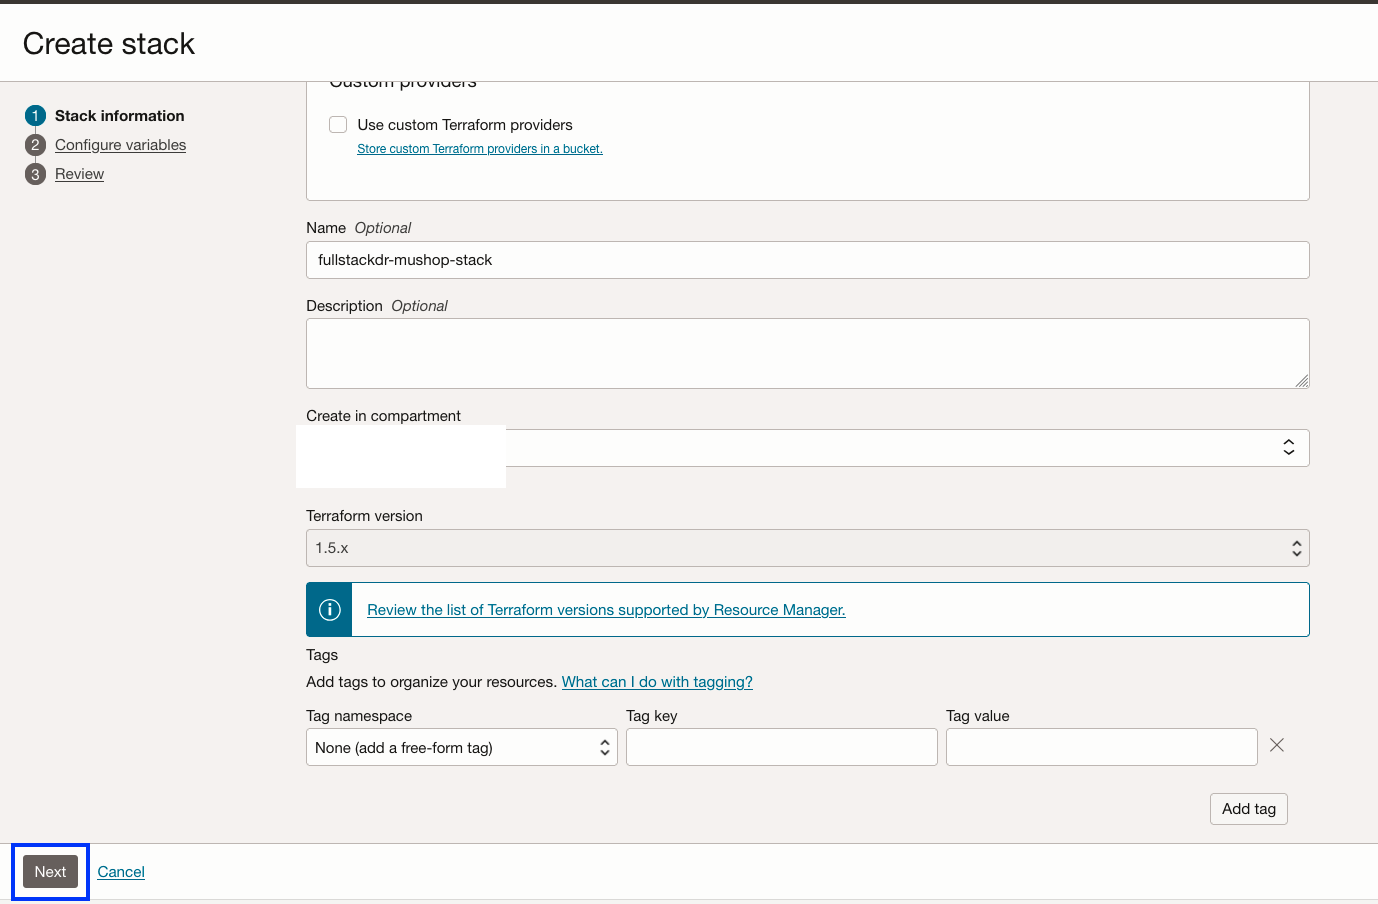 Create stack
1 Stack information
2 Configure variables
3 Review
Custom providers
Use custom Terraform providers
Store custom Terraform providers in a bucket.
Name Optional
fullstackdr-mushop-stack
Description Optional
Create in compartment
Terraform version
1.5.x
Review the list of Terraform versions supported by Resource Manager.
Tags
Add tags to organize your resources. What can I do with tagging?
Tag namespace Tag key Tag value
None (add a free-form tag)
Add tag
Next Cancel